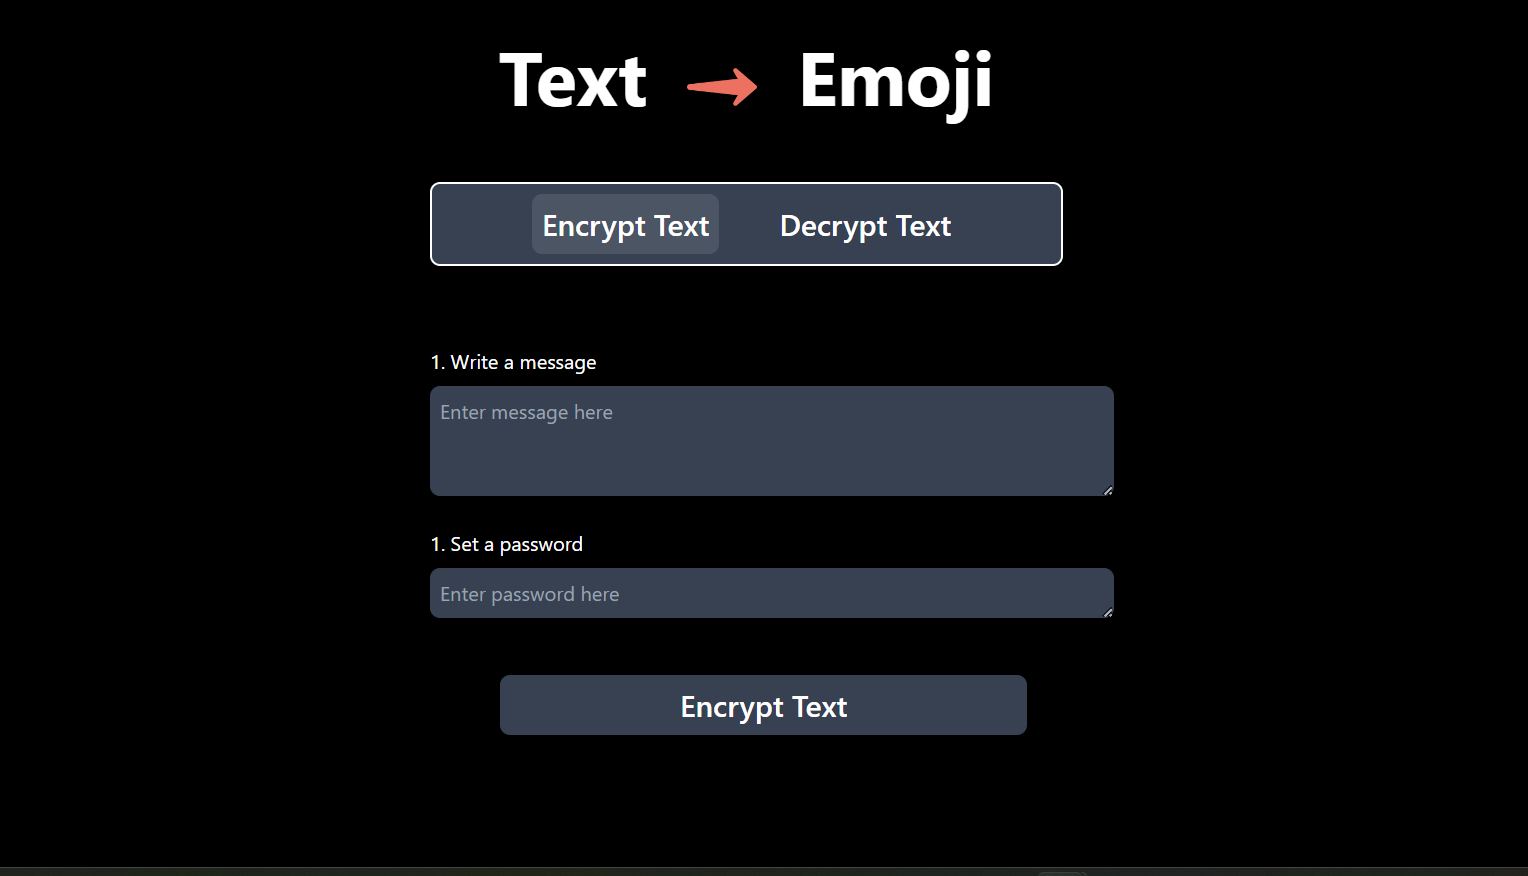 Text Emoji
Encrypt Text Decrypt Text
1. Write a message
Enter message here
1. Set a password
Enter password here
Encrypt Text